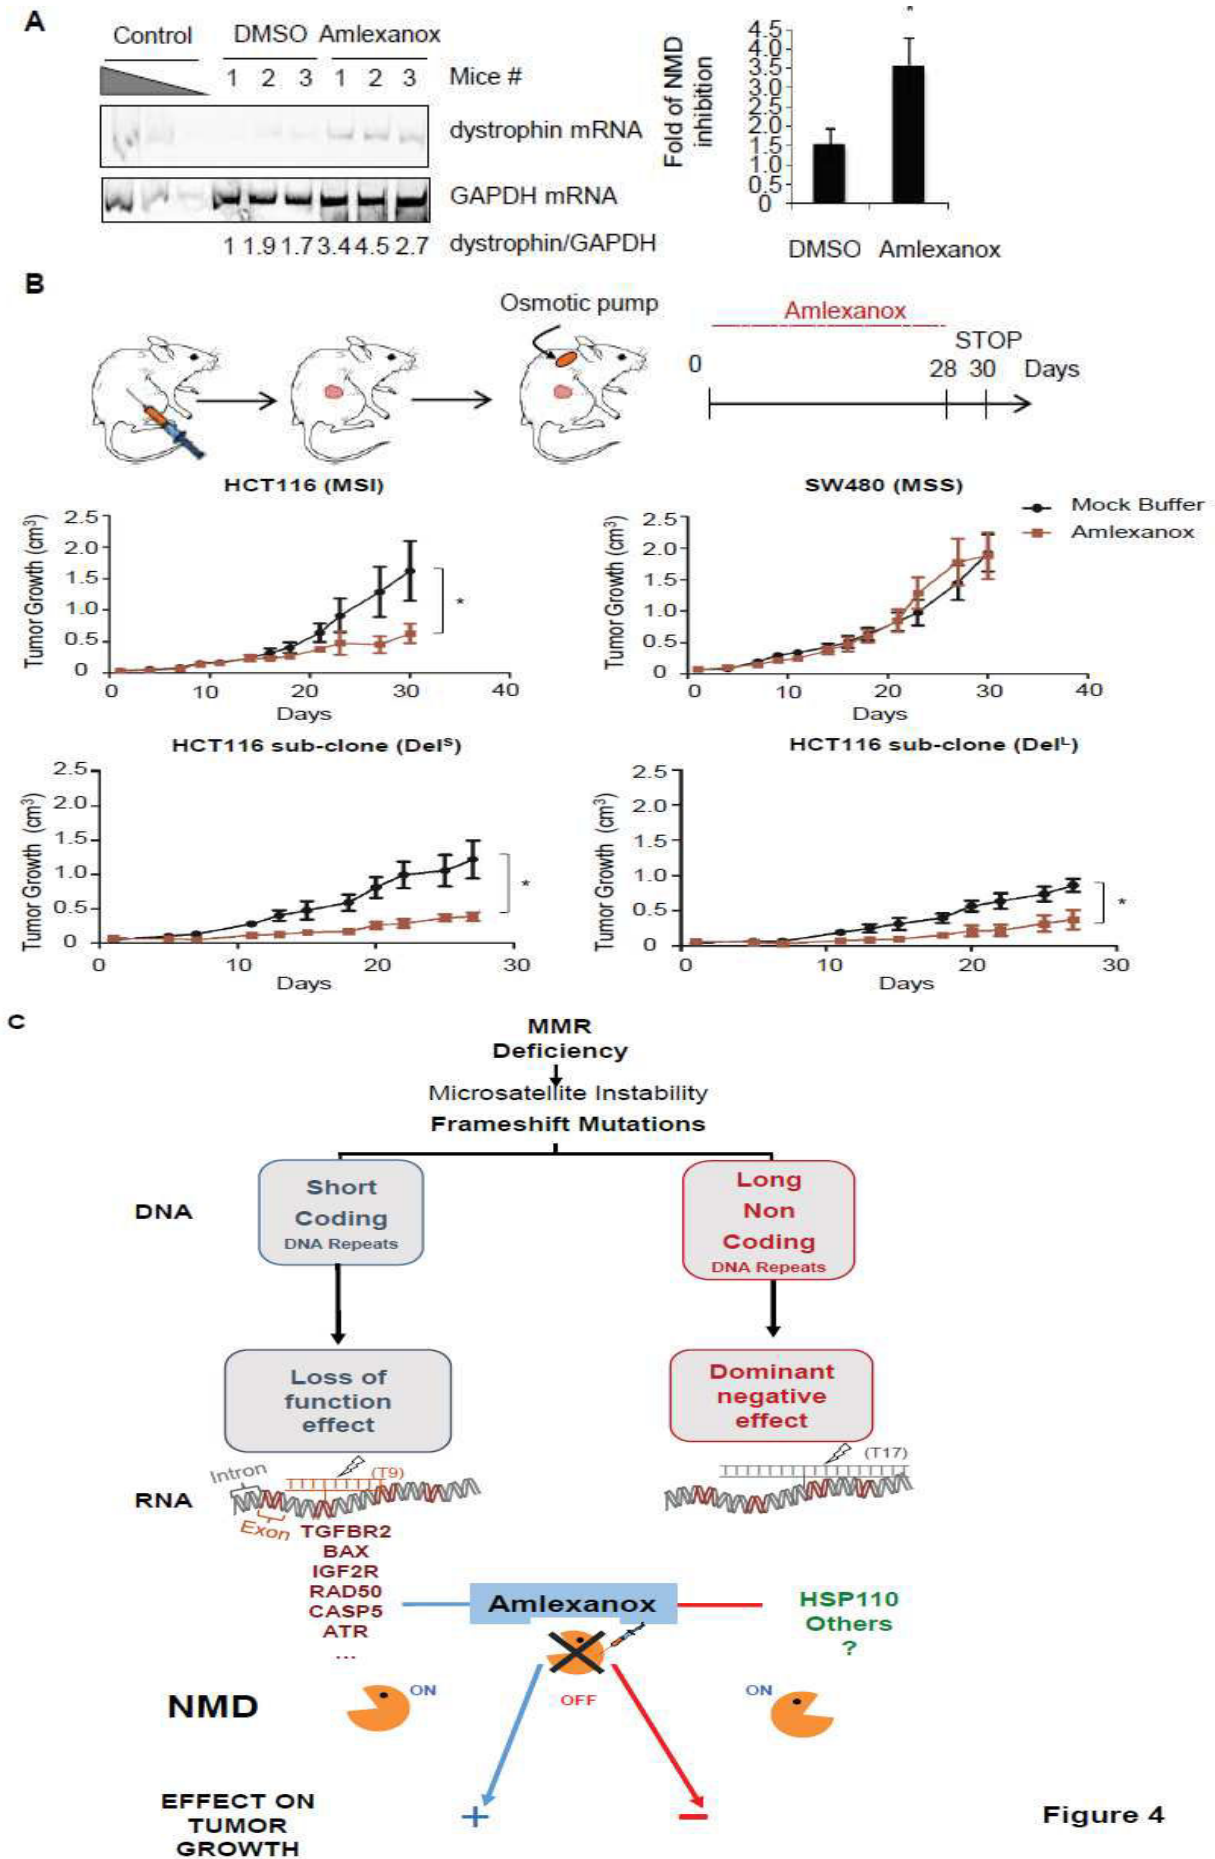 A
Control DMSO Amlexanox
1 2 3 1 2 3 Mice #
dystrophin mRNA
GAPDH mRNA
1 1.9 1.7 3.4 4.5 2.7 dystrophin/GAPDH
*
Fold of NMD
inhibition
4.5
4.0
3.5
3.0
2.5
2.0
1.5
1.0
0.5
0
DMSO Amlexanox
B
Osmotic pump
Amlexanox
STOP
0 28 30 Days
HCT116 (MSI)
Tumor Growth (cm³)
2.5
2.0
1.5
1.0
0.5
0
*
0 10 20 30 40
Days
SW480 (MSS)
Mock Buffer
Amlexanox
Tumor Growth (cm³)
2.5
2.0
1.5
1.0
0.5
0
0 10 20 30 40
Days
HCT116 sub-clone (Delˢ)
Tumor Growth (cm³)
2.5
2.0
1.5
1.0
0.5
0
*
0 10 20 30
Days
HCT116 sub-clone (Delᴸ)
Tumor Growth (cm³)
2.5
2.0
1.5
1.0
0.5
0
*
0 10 20 30
Days
C
MMR
Deficiency
Microsatellite Instability
Frameshift Mutations
DNA
Short
Coding
DNA Repeats
Long
Non
Coding
DNA Repeats
Loss of
function
effect
Dominant
negative
effect
RNA
Intron
(T9)
Exon
(T17)
TGFBR2
BAX
IGF2R
RAD50
CASP5
ATR
...
Amlexanox
HSP110
Others
?
NMD
ON
OFF
ON
EFFECT ON
TUMOR
GROWTH
+
−
Figure 4